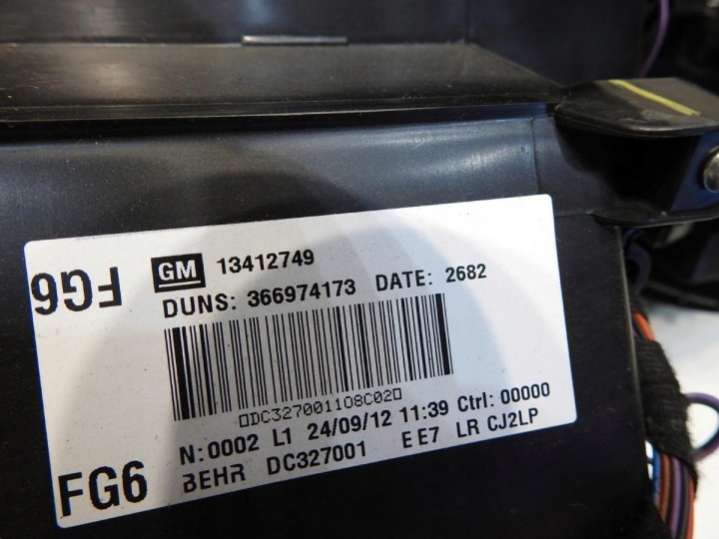 FG6
GM 13412749
DUNS: 366974173 DATE: 2682
DC327001108C02
N:0002 L1 24/09/12 11:39 Ctrl: 00000
FG6 BEHR DC327001 E E7 LR CJ2LP